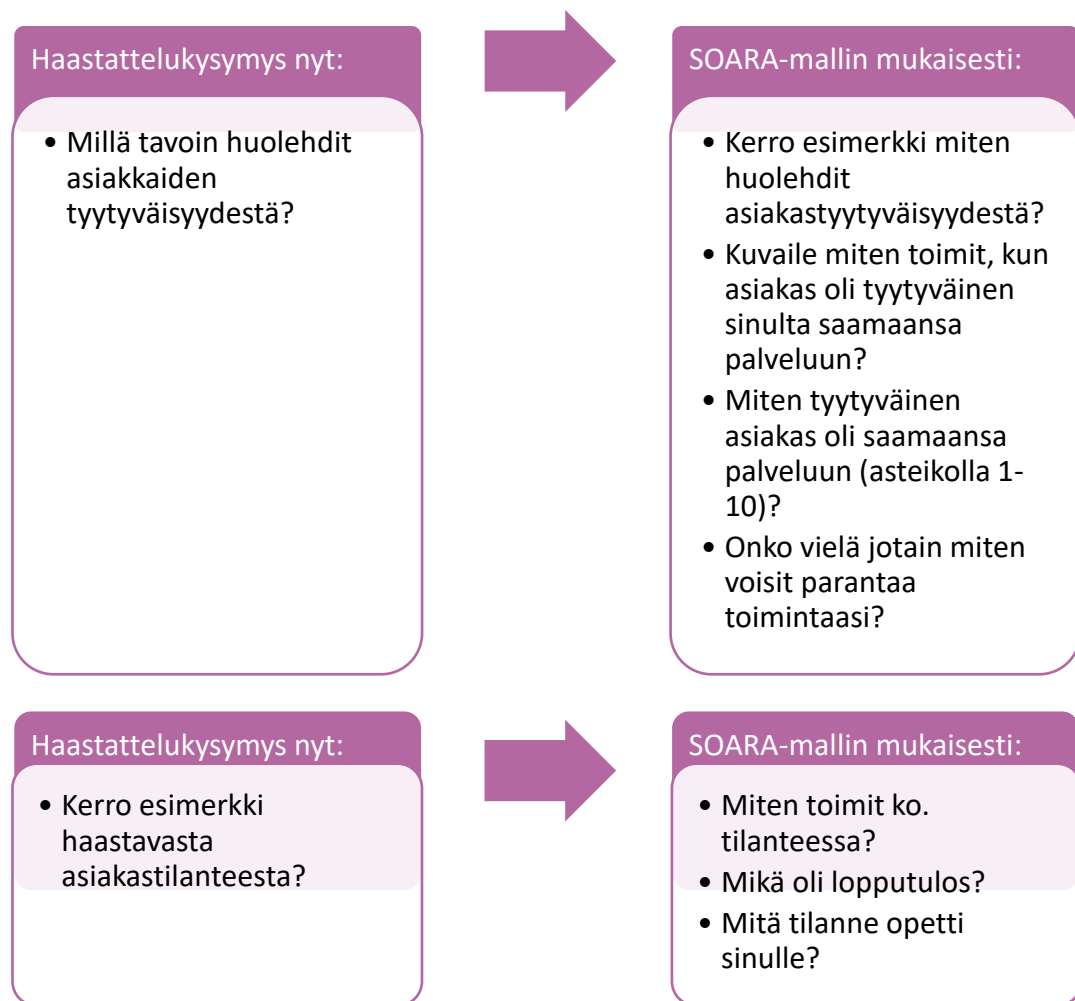 Haastattelukysymys nyt:
• Millä tavoin huolehdit
asiakkaiden
tyytyväisyydestä?
SOARA-mallin mukaisesti:
• Kerro esimerkki miten
huolehdit
asiakastyytyväisyydestä?
• Kuvaile miten toimit, kun
asiakas oli tyytyväinen
sinulta saamaansa
palveluun?
• Miten tyytyväinen
asiakas oli saamaansa
palveluun (asteikolla 1-
10)?
• Onko vielä jotain miten
voisit parantaa
toimintaasi?
Haastattelukysymys nyt:
• Kerro esimerkki
haastavasta
asiakastilanteesta?
SOARA-mallin mukaisesti:
• Miten toimit ko.
tilanteessa?
• Mikä oli lopputulos?
• Mitä tilanne opetti
sinulle?